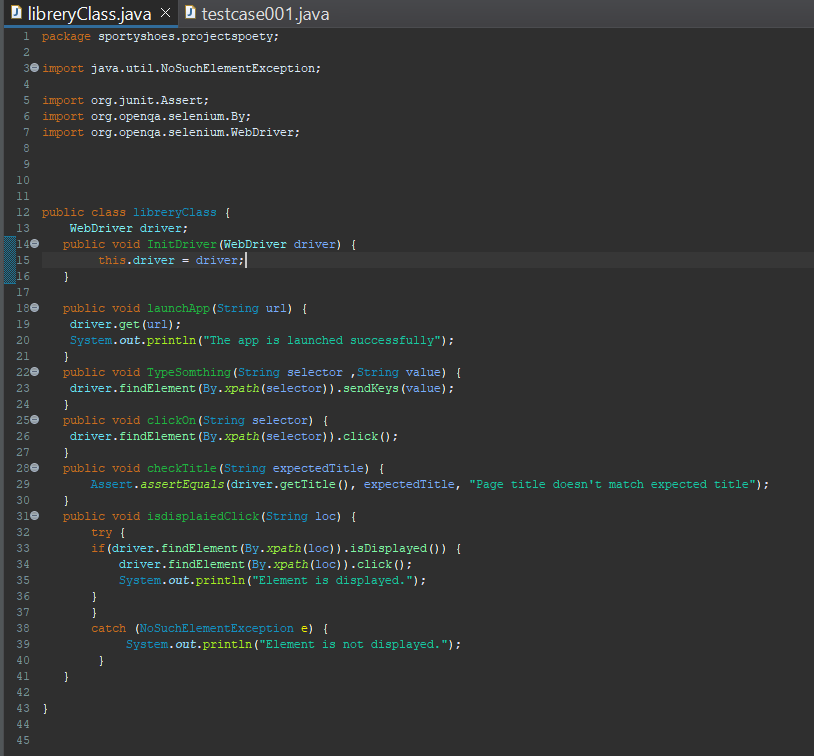 libreryClass.java
testcase001.java
1 package sportyshoes.projectspoety;
2
3 import java.util.NoSuchElementException;
4
5 import org.junit.Assert;
6 import org.openqa.selenium.By;
7 import org.openqa.selenium.WebDriver;
8
9
10
11
12 public class libreryClass {
13     WebDriver driver;
14    public void InitDriver(WebDriver driver) {
15         this.driver = driver;
16    }
17
18    public void launchApp(String url) {
19     driver.get(url);
20     System.out.println("The app is launched successfully");
21    }
22    public void TypeSomthing(String selector ,String value) {
23     driver.findElement(By.xpath(selector)).sendKeys(value);
24    }
25    public void clickOn(String selector) {
26     driver.findElement(By.xpath(selector)).click();
27    }
28    public void checkTitle(String expectedTitle) {
29        Assert.assertEquals(driver.getTitle(), expectedTitle, "Page title doesn't match expected title");
30    }
31    public void isdisplaiedClick(String loc) {
32        try {
33        if(driver.findElement(By.xpath(loc)).isDisplayed()) {
34            driver.findElement(By.xpath(loc)).click();
35            System.out.println("Element is displayed.");
36        }
37        }
38        catch (NoSuchElementException e) {
39             System.out.println("Element is not displayed.");
40         }
41    }
42
43 }
44
45